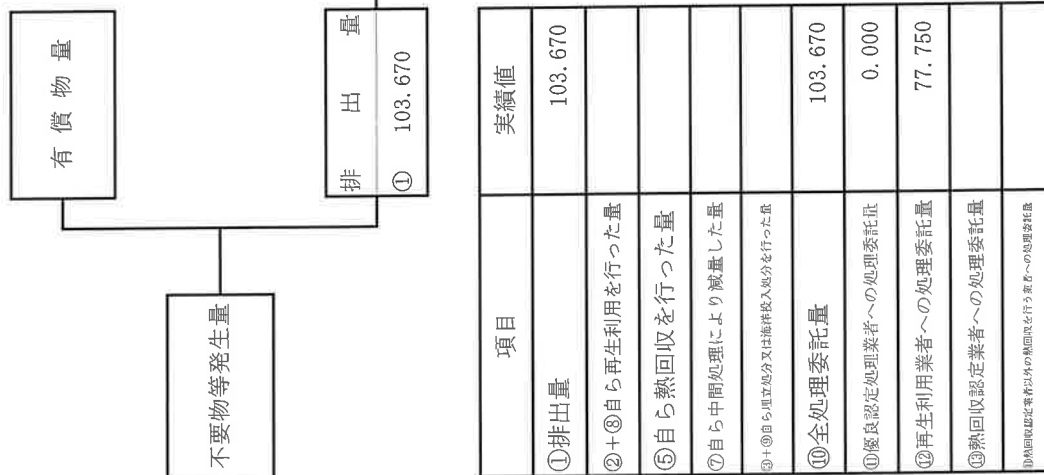 有償物量
不要物等発生量
排出量
① 103.670
項目 実績値
①排出量 103.670
②+⑧自ら再生利用を行った量
⑤自ら熱回収を行った量
⑦自ら中間処理により減量した量
③+⑨自ら埋立処分又は海洋投入処分を行った量
⑩全処理委託量 103.670
⑪優良認定処理業者への処理委託量 0.000
⑫再生利用業者への処理委託量 77.750
⑬熱回収認定業者への処理委託量
⑭熱回収認定業者以外の熱回収を行う業者への処理委託量